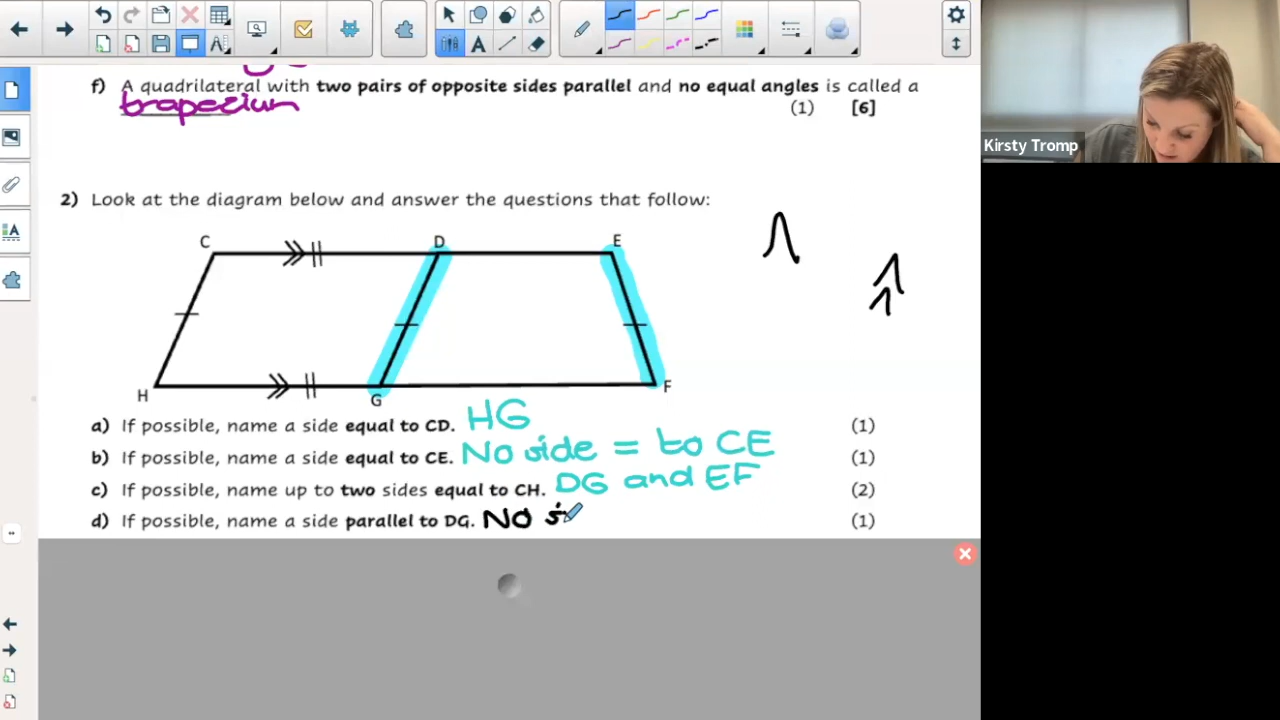 f) A quadrilateral with two pairs of opposite sides parallel and no equal angles is called a
trapezium (1) [6]
Kirsty Tromp
2) Look at the diagram below and answer the questions that follow:
C D E
H G F
a) If possible, name a side equal to CD. HG (1)
b) If possible, name a side equal to CE. No side = to CE (1)
c) If possible, name up to two sides equal to CH. DG and EF (2)
d) If possible, name a side parallel to DG. No (1)